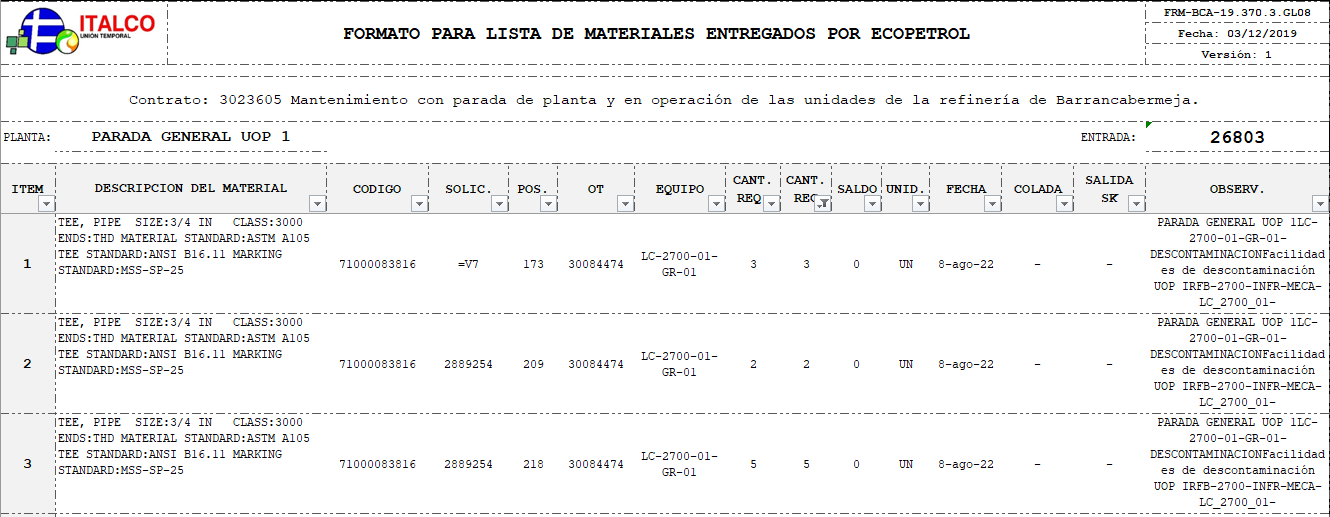 ITALCO
UNION TEMPORAL
FORMATO PARA LISTA DE MATERIALES ENTREGADOS POR ECOPETROL
FRM-BCA-19.370.3.GL08
Fecha: 03/12/2019
Versión: 1
Contrato: 3023605 Mantenimiento con parada de planta y en operación de las unidades de la refinería de Barrancabermeja.
PLANTA: PARADA GENERAL UOP 1 ENTRADA: 26803
ITEM DESCRIPCION DEL MATERIAL CODIGO SOLIC. POS. OT EQUIPO CANT. REQ CANT. REC SALDO UNID. FECHA COLADA SALIDA SK OBSERV.
TEE, PIPE SIZE:3/4 IN CLASS:3000
ENDS:THD MATERIAL STANDARD:ASTM A105
TEE STANDARD:ANSI B16.11 MARKING
STANDARD:MSS-SP-25
1 71000083816 =V7 173 30084474 LC-2700-01-GR-01 3 3 0 UN 8-ago-22 - -
PARADA GENERAL UOP 1LC-
2700-01-GR-01-
DESCONTAMINACIONFacilidad
es de descontaminación
UOP IRFB-2700-INFR-MECA-
LC_2700_01-
TEE, PIPE SIZE:3/4 IN CLASS:3000
ENDS:THD MATERIAL STANDARD:ASTM A105
TEE STANDARD:ANSI B16.11 MARKING
STANDARD:MSS-SP-25
2 71000083816 2889254 209 30084474 LC-2700-01-GR-01 2 2 0 UN 8-ago-22 - -
PARADA GENERAL UOP 1LC-
2700-01-GR-01-
DESCONTAMINACIONFacilidad
es de descontaminación
UOP IRFB-2700-INFR-MECA-
LC_2700_01-
TEE, PIPE SIZE:3/4 IN CLASS:3000
ENDS:THD MATERIAL STANDARD:ASTM A105
TEE STANDARD:ANSI B16.11 MARKING
STANDARD:MSS-SP-25
3 71000083816 2889254 218 30084474 LC-2700-01-GR-01 5 5 0 UN 8-ago-22 - -
PARADA GENERAL UOP 1LC-
2700-01-GR-01-
DESCONTAMINACIONFacilidad
es de descontaminación
UOP IRFB-2700-INFR-MECA-
LC_2700_01-